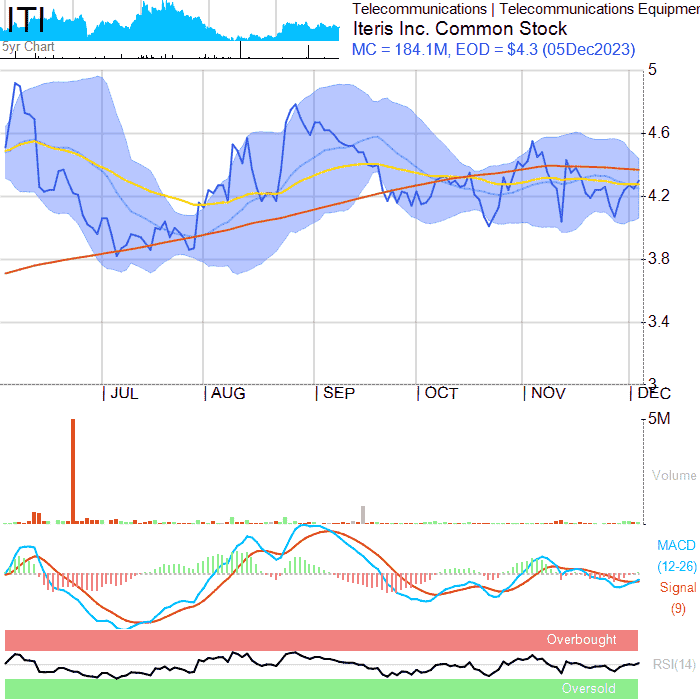 ITI
5yr Chart
Telecommunications | Telecommunications Equipmen
Iteris Inc. Common Stock
MC = 184.1M, EOD = $4.3 (05Dec2023)
5
4.6
4.2
3.8
3.4
3
JUL
AUG
SEP
OCT
NOV
DEC
5M
Volume
MACD
(12-26)
Signal
(9)
Overbought
RSI(14)
Oversold